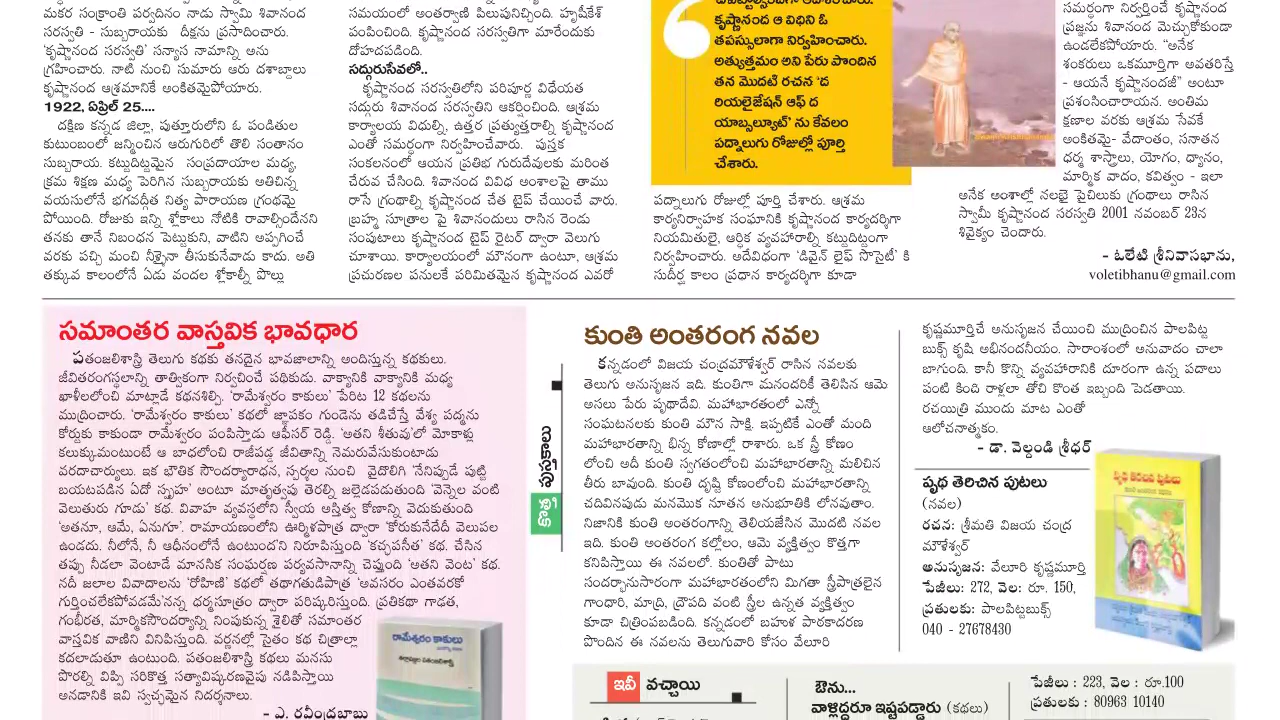 మకర సంక్రాంతి పర్వదినం నాడు స్వామి శివానంద
సరస్వతి - సుబ్బరాయకు దీక్షను ప్రసాదించారు.
'కృష్ణానంద సరస్వతి' సన్యాస నామాన్ని అను
గ్రహించారు. నాటి నుంచి సుమారు ఆరు దశాబ్దాలు
కృష్ణానంద ఆశ్రమానికే అంకితమైపోయారు.
1922, ఏప్రిల్ 25....
దక్షిణ కన్నడ జిల్లా, పుత్తూరులోని ఓ పండితుల
కుటుంబంలో జన్మించిన ఆరుగురిలో తొలి సంతానం
సుబ్బరాయ. కట్టుదిట్టమైన సంప్రదాయాల మధ్య,
క్రమ శిక్షణ మధ్య పెరిగిన సుబ్బరాయకు అతిచిన్న
వయసులోనే భగవద్గీత నిత్య పారాయణ గ్రంథమై
పోయింది. రోజుకు ఇన్ని శ్లోకాలు నోటికి రావాల్సిందేనని
తనకు తానే నిబంధన పెట్టుకుని, వాటిని అప్పగించే
వరకు పచ్చి మంచి నీళ్లైనా తీసుకునేవాడు కాదు. అతి
తక్కువ కాలంలోనే ఏడు వందల శ్లోకాల్నీ పొల్లు
సమయంలో అంతర్వాణి పిలుపునిచ్చింది. హృషీకేశ్
పంపించింది. కృష్ణానంద సరస్వతిగా మారేందుకు
దోహదపడింది.
సద్గురుసేవలో..
కృష్ణానంద సరస్వతిలోని పరిపూర్ణ విధేయత
సద్గురు శివానంద సరస్వతిని ఆకర్షించింది. ఆశ్రమ
కార్యాలయ విధుల్ని, ఉత్తర ప్రత్యుత్తరాల్ని కృష్ణానంద
ఎంతో సమర్థంగా నిర్వహించేవారు. పుస్తక
సంకలనంలో ఆయన ప్రతిభ గురుదేవులకు మరింత
చేరువ చేసింది. శివానంద వివిధ అంశాలపై తాము
రాసే గ్రంథాల్ని కృష్ణానంద చేత టైప్ చేయించే వారు.
బ్రహ్మ సూత్రాల పై శివానందులు రాసిన రెండు
సంపుటాలు కృష్ణానంద టైప్ రైటర్ ద్వారా వెలుగు
చూశాయి. కార్యాలయంలో మౌనంగా ఉంటూ, ఆశ్రమ
ప్రచురణల పనులకే పరిమితమైన కృష్ణానంద ఎవరో
కృష్ణానంద ఆ విధిని ఓ
తపస్సులాగా నిర్వహించారు.
అత్యుత్తమం అని పేరు పొందిన
తన మొదటి రచన 'ద
రియలైజేషన్ ఆఫ్ ద
యాబ్సల్యూట్' ను కేవలం
పద్నాలుగు రోజుల్లో పూర్తి
చేశారు.
పద్నాలుగు రోజుల్లో పూర్తి చేశారు. ఆశ్రమ
కార్యనిర్వాహక సంఘానికి కృష్ణానంద కార్యదర్శిగా
నియమితులై, ఆర్థిక వ్యవహారాల్ని కట్టుదిట్టంగా
నిర్వహించారు. అదేవిధంగా 'డివైన్ లైఫ్ సొసైటీ' కి
సుదీర్ఘ కాలం ప్రధాన కార్యదర్శిగా కూడా
సమర్థంగా నిర్వర్తించే కృష్ణానంద
ప్రజ్ఞను శివానంద మెచ్చుకోకుండా
ఉండలేకపోయారు. "అనేక
శంకరులు ఒకమూర్తిగా అవతరిస్తే
- ఆయనే కృష్ణానందజీ" అంటూ
ప్రశంసించారాయన. అంతిమ
క్షణాల వరకు ఆశ్రమ సేవకే
అంకితమై- వేదాంతం, సనాతన
ధర్మ శాస్త్రాలు, యోగం, ధ్యానం,
మార్మిక వాదం, కవిత్వం - ఇలా
అనేక అంశాల్లో నలభై పైచిలుకు గ్రంథాలు రాసిన
స్వామీ కృష్ణానంద సరస్వతి 2001 నవంబర్ 23న
శివైక్యం చెందారు.
- ఓలేటి శ్రీనివాసభాను,
voletibhanu@gmail.com
సమాంతర వాస్తవిక భావధార
పతంజలిశాస్త్రి తెలుగు కథకు తనదైన భావజాలాన్ని అందిస్తున్న కథకులు.
జీవితరంగస్థలాన్ని తాత్వికంగా నిర్వచించే పథికుడు. వాక్యానికి వాక్యానికి మధ్య
ఖాళీలలోంచి మాట్లాడే కథనశిల్పి. 'రామేశ్వరం కాకులు' పేరిట 12 కథలను
ముద్రించారు. 'రామేశ్వరం కాకులు' కథలో జ్ఞాపకం గుండెను తడిచేస్తే వేశ్య పద్మను
కోర్టుకు కాకుండా రామేశ్వరం పంపిస్తాడు ఆఫీసర్ రెడ్డి. 'అతని శీతువు'లో మోకాళ్లు
కలుక్కుమంటుంటే ఆ బాధలోంచి రాజీపడ్డ జీవితాన్ని నెమరువేసుకుంటాడు
వరదాచార్యులు. ఇక భౌతిక సౌందర్యారాధన, స్పర్శల నుంచి వైదొలిగి 'నేనిప్పుడే పుట్టి
బయటపడిన ఏదో స్పృహ' అంటూ మాతృత్వపు తెరల్ని జల్లెడపడుతుంది 'వెన్నెల వంటి
వెలుతురు గూడు' కథ. వివాహ వ్యవస్థలోని స్త్రీయ అస్తిత్వ కోణాన్ని వెదుకుతుంది
'అతనూ, ఆమే, ఏనుగూ'. రామాయణంలోని ఊర్మిళపాత్ర ద్వారా 'కోరుకునేదేదీ వెలుపల
ఉండదు. నీలోనే, నీ ఆధీనంలోనే ఉంటుంద'ని నిరూపిస్తుంది 'కచ్ఛపసీత' కథ. చేసిన
తప్పు నీడలా వెంటాడే మానసిక సంఘర్షణ పర్యవసానాన్ని చెప్తుంది 'అతని వెంట' కథ.
నదీ జలాల వివాదాలను 'రోహిణి' కథలో తథాగతుడిపాత్ర 'అవసరం ఎంతవరకో
గుర్తించలేకపోవడమే'నన్న ధర్మసూత్రం ద్వారా పరిష్కరిస్తుంది. ప్రతికథా గాఢత,
గంభీరత, మార్మికసౌందర్యాన్ని నింపుకున్న శైలితో సమాంతర
వాస్తవిక వాణిని వినిపిస్తుంది. వర్ణనల్లో సైతం కథ చిత్రాల్లా
కదలాడుతూ ఉంటుంది. పతంజలిశాస్త్రి కథలు మనసు
పొరల్ని విప్పి సరికొత్త సత్యావిష్కరణవైపు నడిపిస్తాయి
అనడానికి ఇవి స్వచ్ఛమైన నిదర్శనాలు.
- ఎ. రవీంద్రబాబు
రామేశ్వరం కాకులు
కొత్త పుస్తకాలు
కుంతి అంతరంగ నవల
కన్నడంలో విజయ చంద్రమౌళేశ్వర్ రాసిన నవలకు
తెలుగు అనుసృజన ఇది. కుంతిగా మనందరికీ తెలిసిన ఆమె
అసలు పేరు పృథాదేవి. మహాభారతంలో ఎన్నో
సంఘటనలకు కుంతి మౌన సాక్షి. ఇప్పటికే ఎంతో మంది
మహాభారతాన్ని భిన్న కోణాల్లో రాశారు. ఒక స్త్రీ కోణం
లోంచి అదీ కుంతి స్వగతంలోంచి మహాభారతాన్ని మలిచిన
తీరు బావుంది. కుంతి దృష్టి కోణంలోంచి మహాభారతాన్ని
చదివినపుడు మనమొక నూతన అనుభూతికి లోనవుతాం.
నిజానికి కుంతి అంతరంగాన్ని తెలియజేసిన మొదటి నవల
ఇది. కుంతి అంతరంగ కల్లోలం, ఆమె వ్యక్తిత్వం కొత్తగా
కనిపిస్తాయి ఈ నవలలో. కుంతితో పాటు
సందర్భానుసారంగా మహాభారతంలోని మిగతా స్త్రీపాత్రలైన
గాంధారి, మాద్రి, ద్రౌపది వంటి స్త్రీల ఉన్నత వ్యక్తిత్వం
కూడా చిత్రింపబడింది. కన్నడంలో బహుళ పాఠకాదరణ
పొందిన ఈ నవలను తెలుగువారి కోసం వేలూరి
కృష్ణమూర్తిచే అనుసృజన చేయించి ముద్రించిన పాలపిట్ట
బుక్స్ కృషి అభినందనీయం. సారాంశంలో అనువాదం చాలా
బాగుంది. కానీ కొన్ని వ్యవహారానికి దూరంగా ఉన్న పదాలు
పంటి కింది రాళ్లలా తోచి కొంత ఇబ్బంది పెడతాయి.
రచయిత్రి ముందు మాట ఎంతో
ఆలోచనాత్మకం.
- డా. వెల్దండి శ్రీధర్
పృథ తెరిచిన పుటలు
(నవల)
రచన: శ్రీమతి విజయ చంద్ర
మౌళేశ్వర్
అనుసృజన: వేలూరి కృష్ణమూర్తి
పేజీలు: 272, వెల: రూ. 150,
ప్రతులకు: పాలపిట్టబుక్స్
040 - 27678430
పృథ తెరిచిన పుటలు
ఇవీ వచ్చాయి
ఔను...
వాళ్లిద్దరూ ఇష్టపడ్డారు (కథలు)
పేజీలు : 223, వెల : రూ.100
ప్రతులకు : 80963 10140